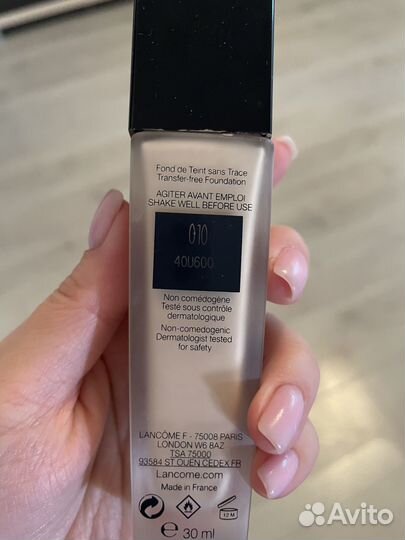 Fond de Teint sans Trace
Transfer-free Foundation
AGITER AVANT EMPLOI
SHAKE WELL BEFORE USE
010
40U600
Non comédogène
Testé sous contrôle
dermatologique
Non-comedogenic
Dermatologist tested
for safety
LANCÔME F - 75008 PARIS
LONDON W6 8AZ
TSA 75000
93584 ST OUEN CEDEX FR
Lancome.com
Made in France
12 M
e 30 ml
Avito